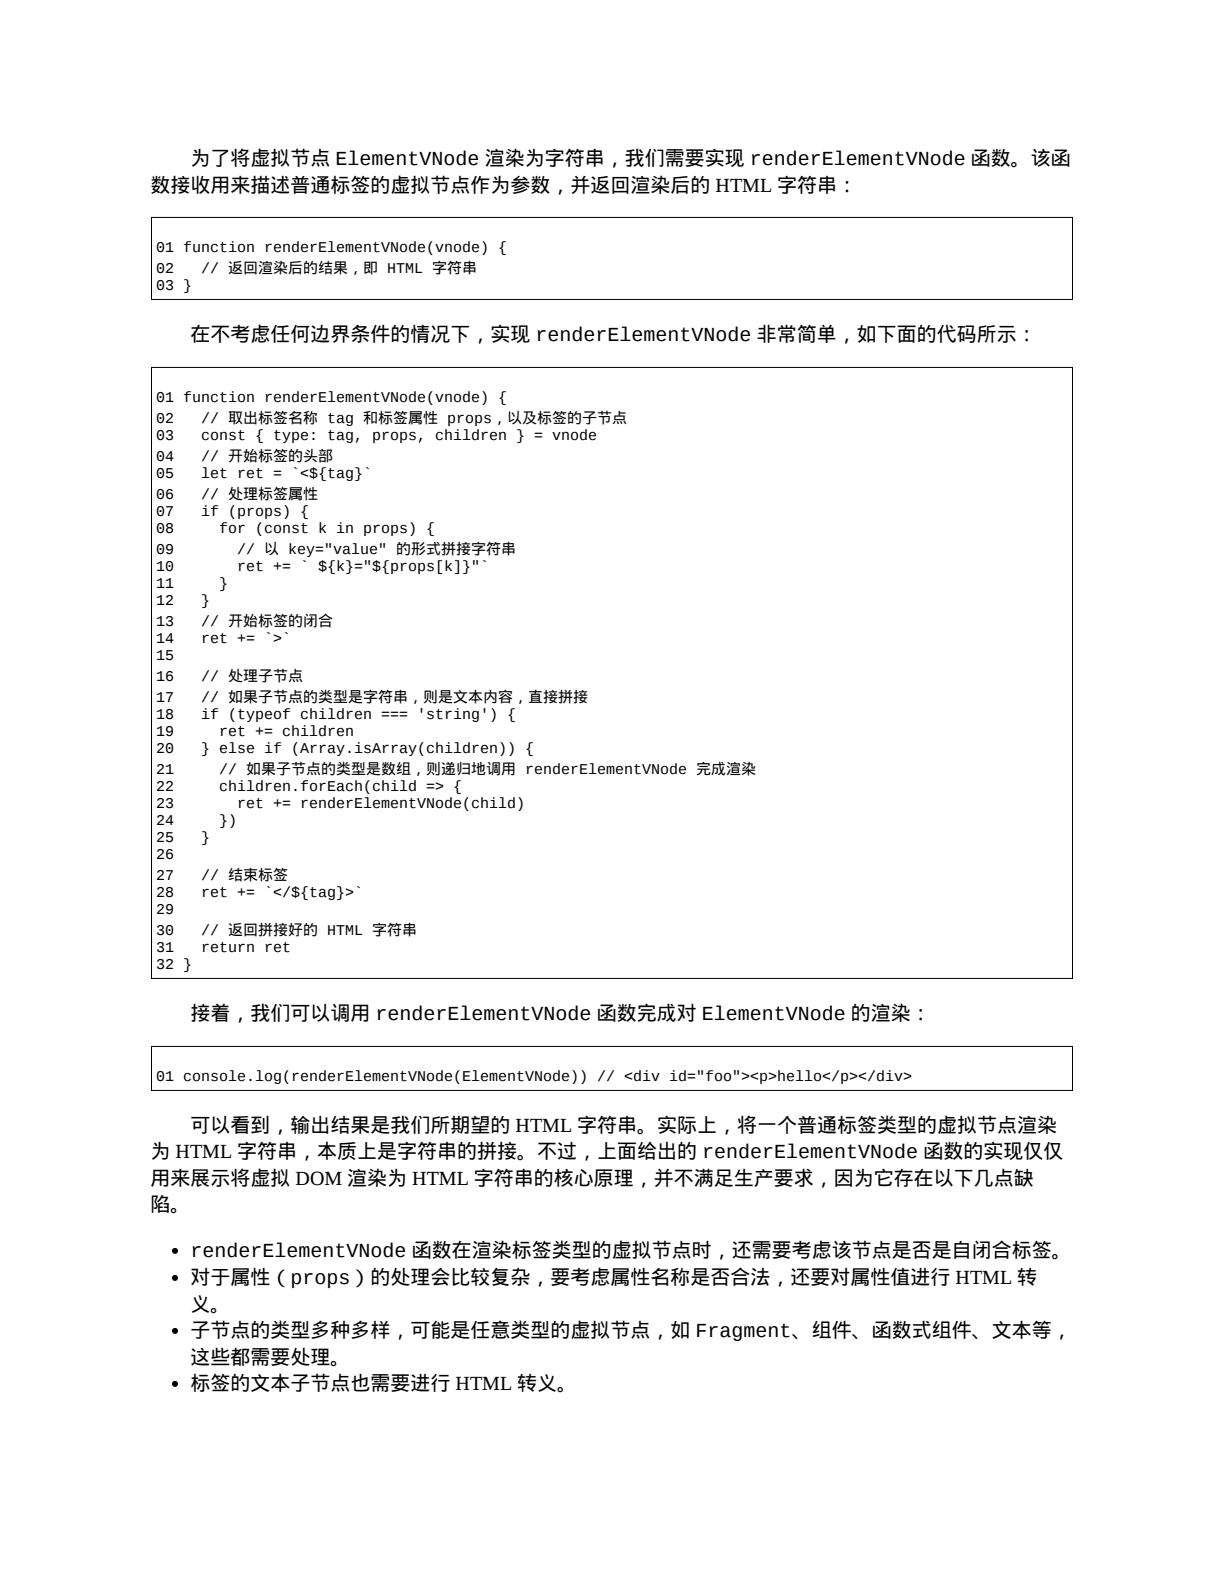 为了将虚拟节点 ElementVNode 渲染为字符串，我们需要实现 renderElementVNode 函数。该函
数接收用来描述普通标签的虚拟节点作为参数，并返回渲染后的 HTML 字符串：
01 function renderElementVNode(vnode) {
02   // 返回渲染后的结果，即 HTML 字符串
03 }
在不考虑任何边界条件的情况下，实现 renderElementVNode 非常简单，如下面的代码所示：
01 function renderElementVNode(vnode) {
02   // 取出标签名称 tag 和标签属性 props，以及标签的子节点
03   const { type: tag, props, children } = vnode
04   // 开始标签的头部
05   let ret = `<${tag}`
06   // 处理标签属性
07   if (props) {
08     for (const k in props) {
09       // 以 key="value" 的形式拼接字符串
10       ret += ` ${k}="${props[k]}"`
11     }
12   }
13   // 开始标签的闭合
14   ret += `>`
15
16   // 处理子节点
17   // 如果子节点的类型是字符串，则是文本内容，直接拼接
18   if (typeof children === 'string') {
19     ret += children
20   } else if (Array.isArray(children)) {
21     // 如果子节点的类型是数组，则递归地调用 renderElementVNode 完成渲染
22     children.forEach(child => {
23       ret += renderElementVNode(child)
24     })
25   }
26
27   // 结束标签
28   ret += `</${tag}>`
29
30   // 返回拼接好的 HTML 字符串
31   return ret
32 }
接着，我们可以调用 renderElementVNode 函数完成对 ElementVNode 的渲染：
01 console.log(renderElementVNode(ElementVNode)) // <div id="foo"><p>hello</p></div>
可以看到，输出结果是我们所期望的 HTML 字符串。实际上，将一个普通标签类型的虚拟节点渲染
为 HTML 字符串，本质上是字符串的拼接。不过，上面给出的 renderElementVNode 函数的实现仅仅
用来展示将虚拟 DOM 渲染为 HTML 字符串的核心原理，并不满足生产要求，因为它存在以下几点缺
陷。
• renderElementVNode 函数在渲染标签类型的虚拟节点时，还需要考虑该节点是否是自闭合标签。
• 对于属性（props）的处理会比较复杂，要考虑属性名称是否合法，还要对属性值进行 HTML 转
义。
• 子节点的类型多种多样，可能是任意类型的虚拟节点，如 Fragment、组件、函数式组件、文本等，
这些都需要处理。
• 标签的文本子节点也需要进行 HTML 转义。